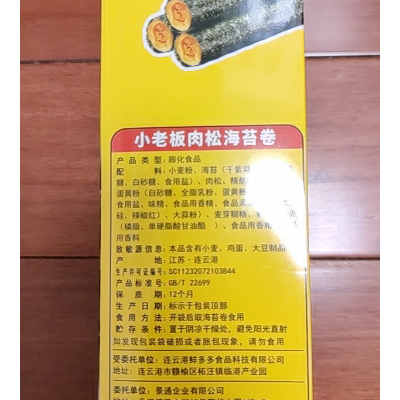 小老板肉松海苔卷
产品类型：膨化食品
配料：小麦粉、海苔（干紫菜、
糖、白砂糖、食用盐）、肉松、精炼
蛋黄粉（白砂糖、全脂乳粉、蛋黄粉
食用盐、味精、食品用香精、食品添
硅、辣椒红）、大蒜粉）、麦芽糊精、
（磷脂、单硬脂酸甘油酯）、食品用香
用香料
致敏源信息：本品含有小麦、鸡蛋、大豆制品
产地：江苏·连云港
生产许可证编号：SC11232072103844
产品标准号：GB/T 22699
保质期：12个月
生产日期：标示于包装顶部
食用方法：开袋后取海苔卷食用
贮存条件：置于阴凉干燥处，避免阳光直射
如发现包装袋破损或者胀包现象，请勿食用
受委托单位：连云港鲜多多食品科技有限公司
地址：连云港市赣榆区柘汪镇临港产业园
委托单位：景通企业有限公司